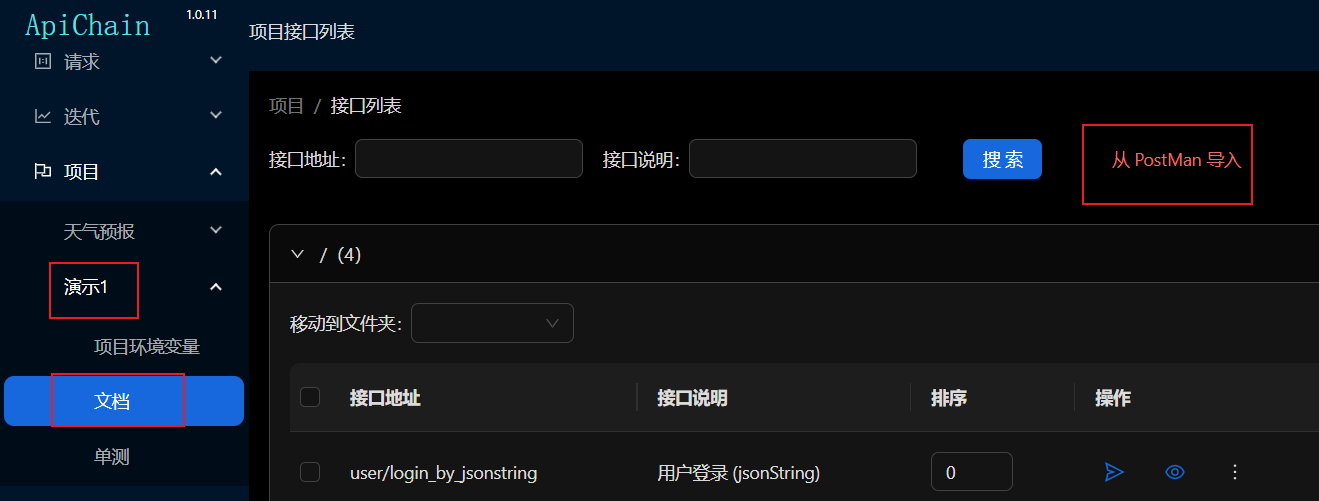 ApiChain 1.0.11
项目接口列表
请求
迭代
项目
天气预报
演示1
项目环境变量
文档
单测
项目 / 接口列表
接口地址: 接口说明: 搜 索 从 PostMan 导入
/ (4)
移动到文件夹:
接口地址 接口说明 排序 操作
user/login_by_jsonstring 用户登录 (jsonString) 0